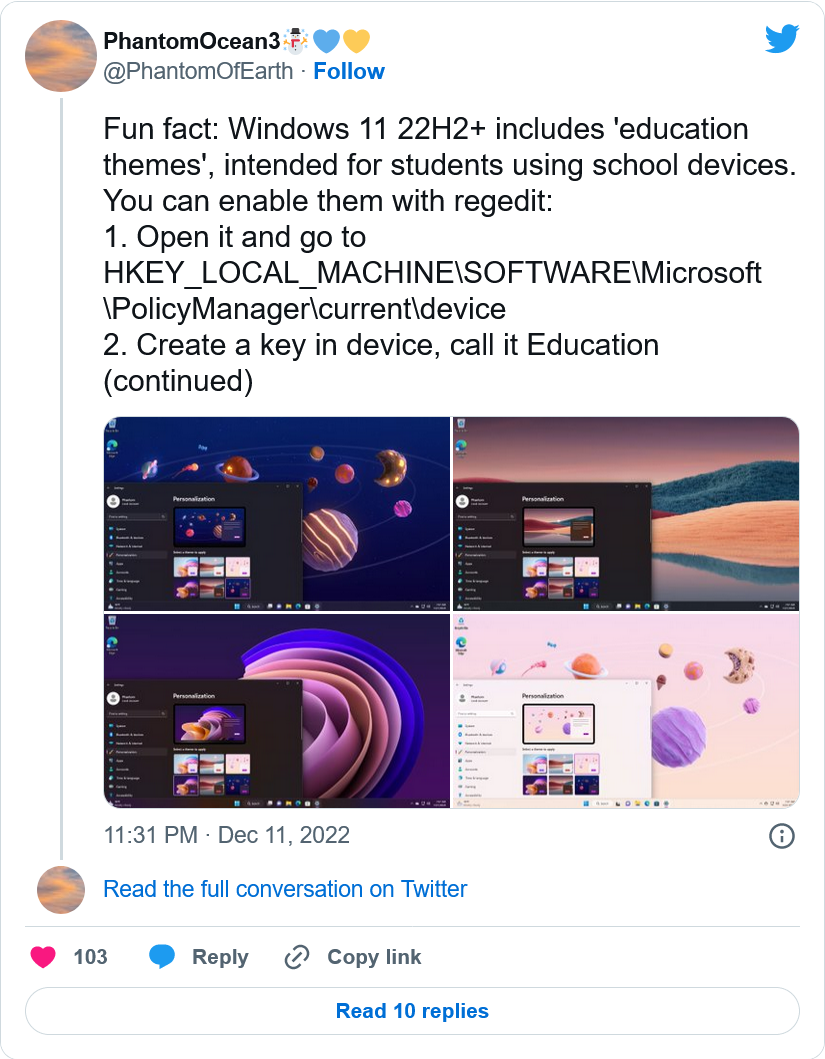 PhantomOcean3⛄💙💛
@PhantomOfEarth · Follow
Fun fact: Windows 11 22H2+ includes 'education
themes', intended for students using school devices.
You can enable them with regedit:
1. Open it and go to
HKEY_LOCAL_MACHINE\SOFTWARE\Microsoft
\PolicyManager\current\device
2. Create a key in device, call it Education
(continued)
Personalization
Personalization
Personalization
Personalization
11:31 PM · Dec 11, 2022
Read the full conversation on Twitter
103 Reply Copy link
Read 10 replies